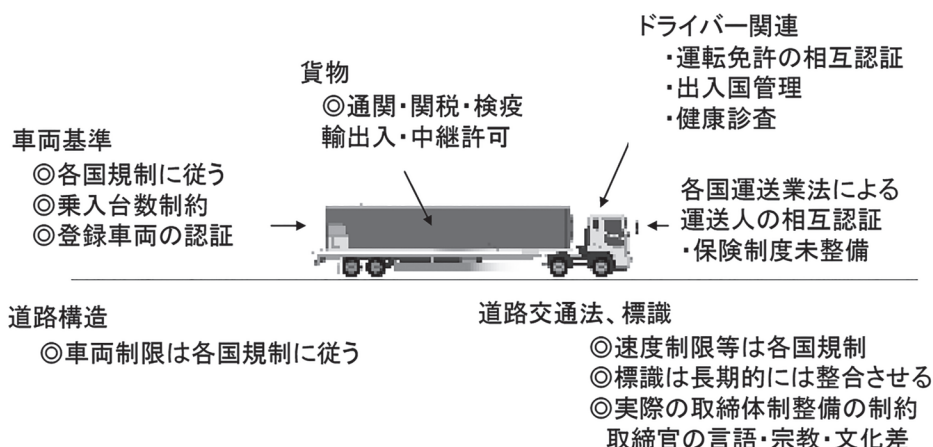 ドライバー関連
・運転免許の相互認証
・出入国管理
・健康診査
貨物
◎通関・関税・検疫
輸出入・中継許可
車両基準
◎各国規制に従う
◎乗入台数制約
◎登録車両の認証
各国運送業法による
運送人の相互認証
・保険制度未整備
道路構造
◎車両制限は各国規制に従う
道路交通法、標識
◎速度制限等は各国規制
◎標識は長期的には整合させる
◎実際の取締体制整備の制約
取締官の言語・宗教・文化差